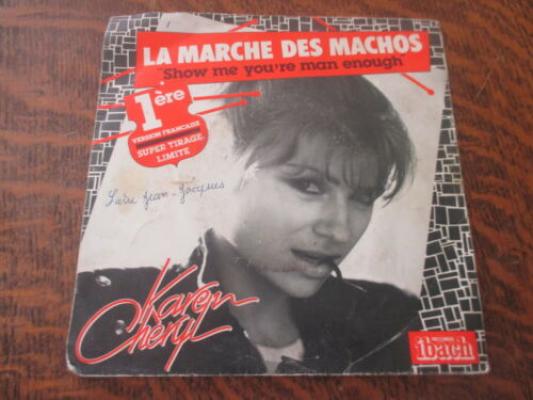 LA MARCHE DES MACHOS
"Show me you're man enough"
1ère
VERSION FRANÇAISE
SUPER TIRAGE
LIMITE
Jean-Jacques
Karen
Cheryl
RECORDS
ibach